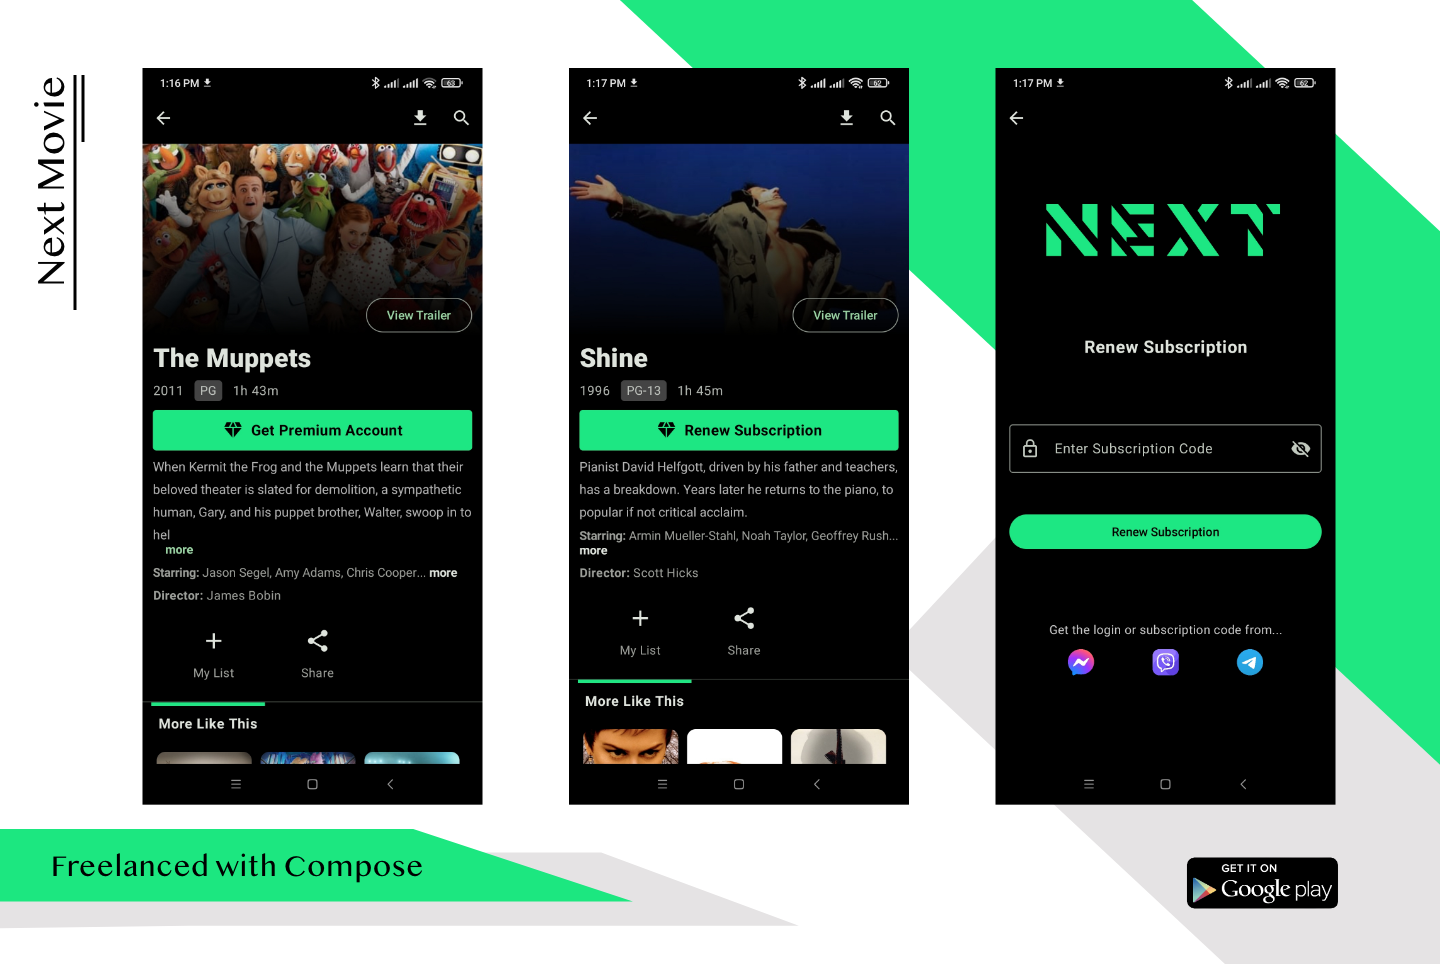 Next Movie
1:16 PM
63
View Trailer
The Muppets
2011 PG 1h 43m
Get Premium Account
When Kermit the Frog and the Muppets learn that their
beloved theater is slated for demolition, a sympathetic
human, Gary, and his puppet brother, Walter, swoop in to
hel
more
Starring: Jason Segel, Amy Adams, Chris Cooper... more
Director: James Bobin
My List Share
More Like This
1:17 PM
62
View Trailer
Shine
1996 PG-13 1h 45m
Renew Subscription
Pianist David Helfgott, driven by his father and teachers,
has a breakdown. Years later he returns to the piano, to
popular if not critical acclaim.
Starring: Armin Mueller-Stahl, Noah Taylor, Geoffrey Rush...
more
Director: Scott Hicks
My List Share
More Like This
1:17 PM
62
NEXT
Renew Subscription
Enter Subscription Code
Renew Subscription
Get the login or subscription code from...
Freelanced with Compose
GET IT ON
Google play